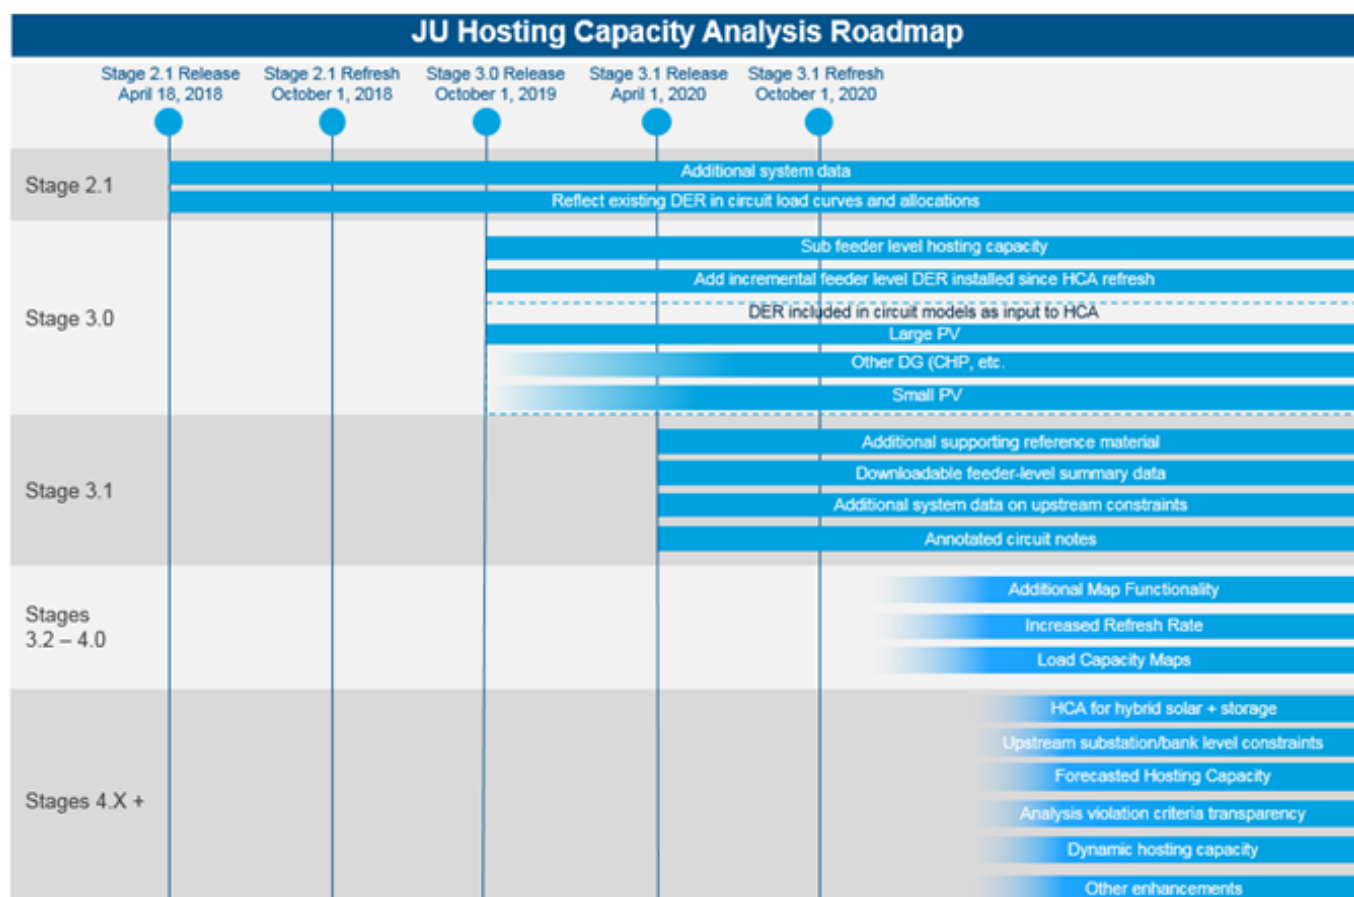 JU Hosting Capacity Analysis Roadmap
Stage 2.1 Release
April 18, 2018
Stage 2.1 Refresh
October 1, 2018
Stage 3.0 Release
October 1, 2019
Stage 3.1 Release
April 1, 2020
Stage 3.1 Refresh
October 1, 2020
Stage 2.1
Additional system data
Reflect existing DER in circuit load curves and allocations
Stage 3.0
Sub feeder level hosting capacity
Add incremental feeder level DER installed since HCA refresh
DER included in circuit models as input to HCA
Large PV
Other DG (CHP, etc.
Small PV
Stage 3.1
Additional supporting reference material
Downloadable feeder-level summary data
Additional system data on upstream constraints
Annotated circuit notes
Stages
3.2 – 4.0
Additional Map Functionality
Increased Refresh Rate
Load Capacity Maps
Stages 4.X +
HCA for hybrid solar + storage
Upstream substation/bank level constraints
Forecasted Hosting Capacity
Analysis violation criteria transparency
Dynamic hosting capacity
Other enhancements